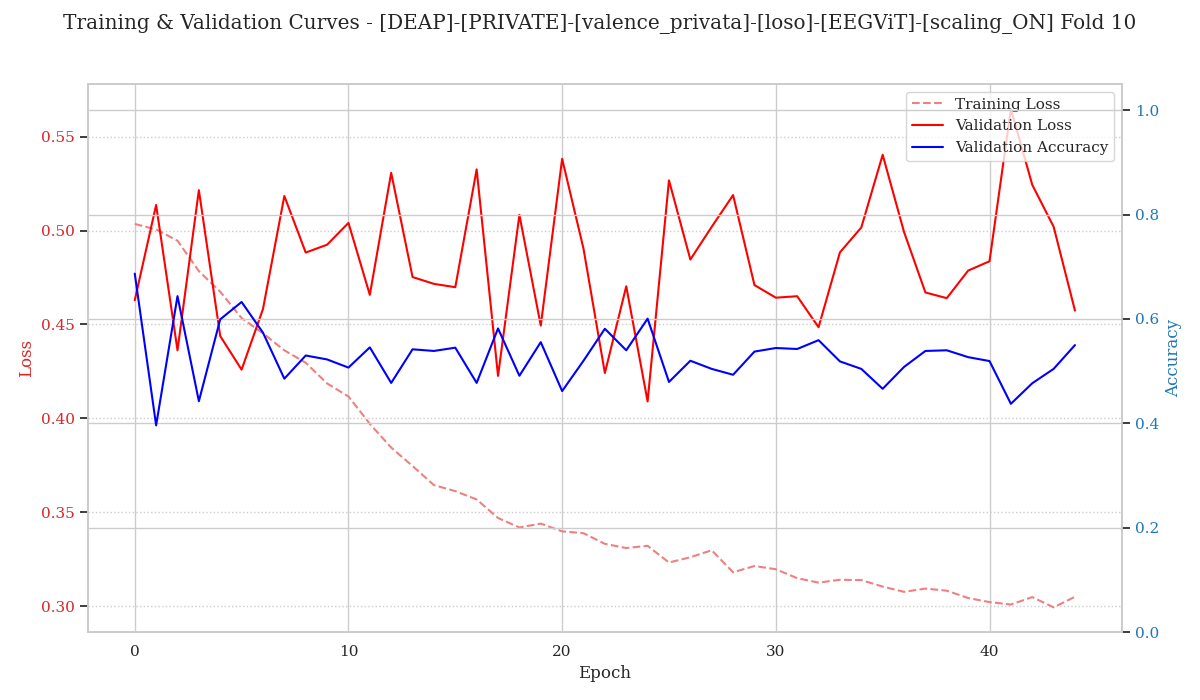 Training & Validation Curves - [DEAP]-[PRIVATE]-[valence_privata]-[loso]-[EEGViT]-[scaling_ON] Fold 10
Training Loss
Validation Loss
Validation Accuracy
Loss
0.55
0.50
0.45
0.40
0.35
0.30
1.0
0.8
0.6
0.4
0.2
0.0
Accuracy
0 10 20 30 40
Epoch